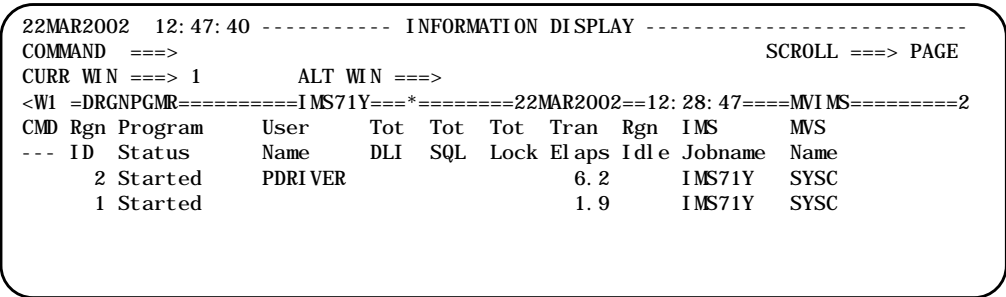 22MAR2002  12:47:40 ----------- INFORMATION DISPLAY ----------------------------
COMMAND  ===>                                                 SCROLL ===> PAGE
CURR WIN ===> 1        ALT WIN ===>
<W1 =DRGNPGMR==========IMS71Y===*========22MAR2002==12:28:47====MVIMS=========2
CMD Rgn Program     User     Tot  Tot  Tot  Tran  Rgn  IMS      MVS
--- ID  Status      Name     DLI  SQL  Lock Elaps Idle Jobname  Name
      2 Started     PDRIVER                   6.2      IMS71Y   SYSC
      1 Started                               1.9      IMS71Y   SYSC